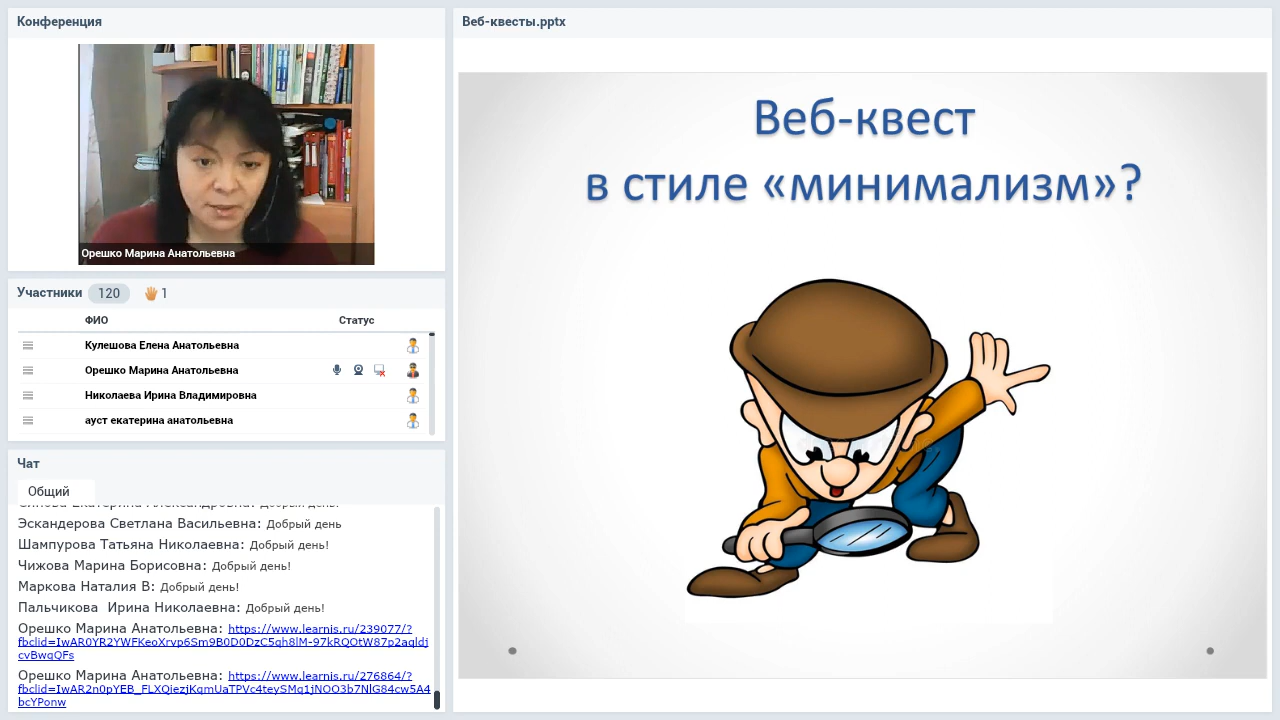 Конференция
Орешко Марина Анатольевна
Участники 120 1
ФИО Статус
Кулешова Елена Анатольевна
Орешко Марина Анатольевна
Николаева Ирина Владимировна
ауст екатерина анатольевна
Чат
Общий
Эскандерова Светлана Васильевна: Добрый день
Шампурова Татьяна Николаевна: Добрый день!
Чижова Марина Борисовна: Добрый день!
Маркова Наталия В: Добрый день!
Пальчикова Ирина Николаевна: Добрый день!
Орешко Марина Анатольевна: https://www.learnis.ru/239077/?
fbclid=IwAR0YR2YWFKeoXrvp6Sm9B0D0DzC5qh8lM-97kRQOtW87p2aqldj
cvBwqQFs
Орешко Марина Анатольевна: https://www.learnis.ru/276864/?
fbclid=IwAR2n0pYEB_FLXQiezjKqmUaTPVc4teySMq1jNOO3b7NlG84cw5A4
bcYPonw
Веб-квесты.pptx
Веб-квест
в стиле «минимализм»?